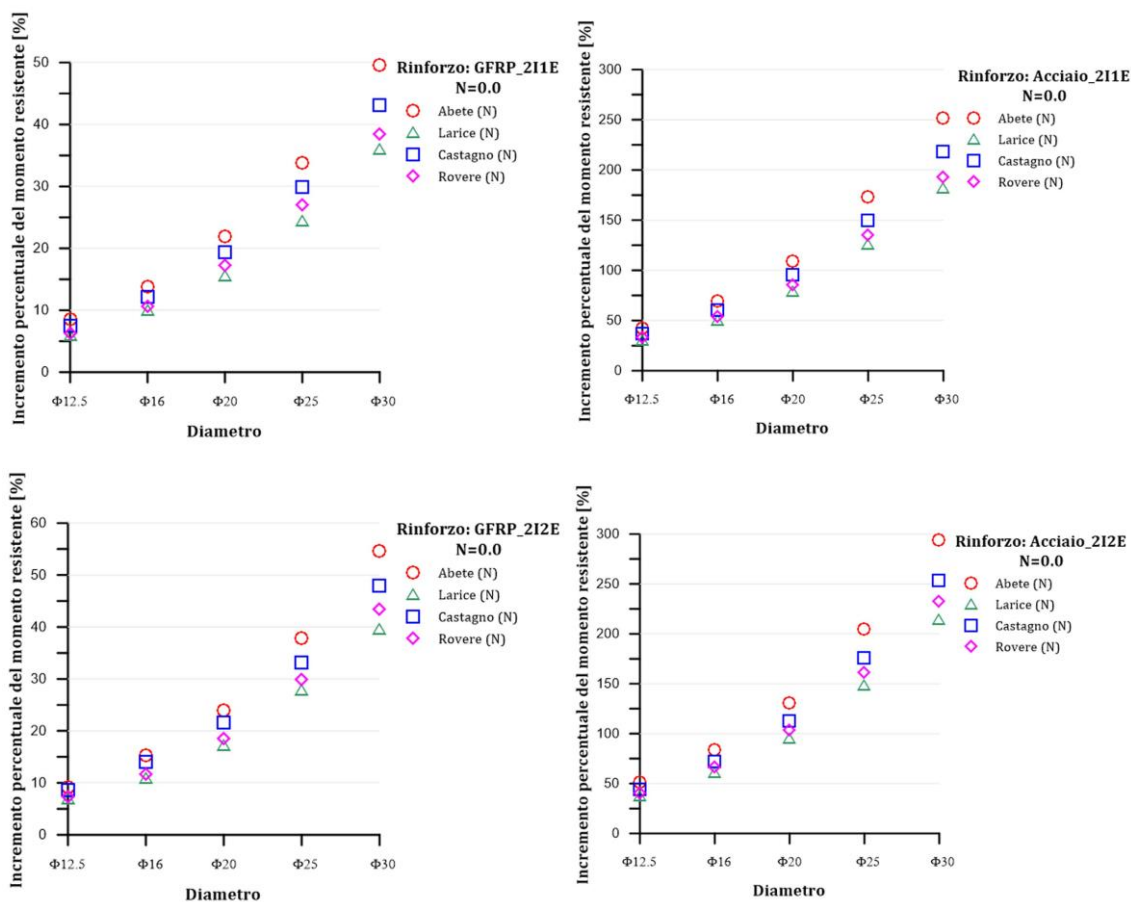 Incremento percentuale del momento resistente [%]
50
40
30
20
10
0
Φ12.5 Φ16 Φ20 Φ25 Φ30
Diametro
Rinforzo: GFRP_2I1E
N=0.0
Abete (N)
Larice (N)
Castagno (N)
Rovere (N)
Incremento percentuale del momento resistente [%]
300
250
200
150
100
50
0
Φ12.5 Φ16 Φ20 Φ25 Φ30
Diametro
Rinforzo: Acciaio_2I1E
N=0.0
Abete (N)
Larice (N)
Castagno (N)
Rovere (N)
Incremento percentuale del momento resistente [%]
60
50
40
30
20
10
0
Φ12.5 Φ16 Φ20 Φ25 Φ30
Diametro
Rinforzo: GFRP_2I2E
N=0.0
Abete (N)
Larice (N)
Castagno (N)
Rovere (N)
Incremento percentuale del momento resistente [%]
300
250
200
150
100
50
0
Φ12.5 Φ16 Φ20 Φ25 Φ30
Diametro
Rinforzo: Acciaio_2I2E
N=0.0
Abete (N)
Larice (N)
Castagno (N)
Rovere (N)